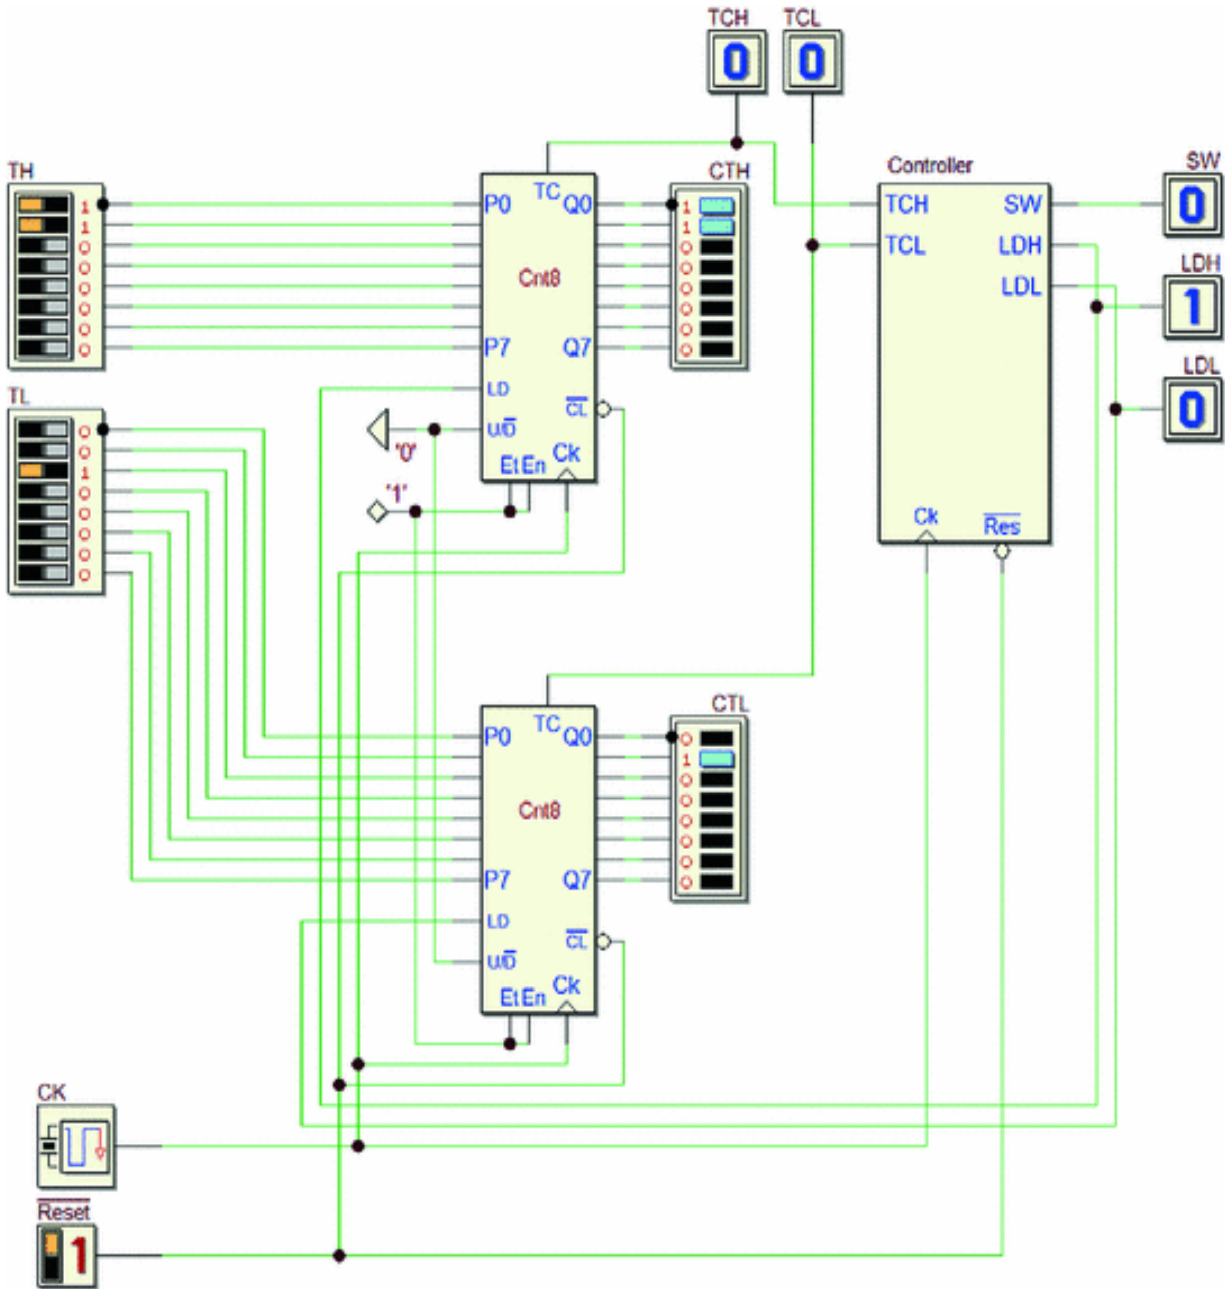 TCH TCL
0 0
TH
1
1
0
0
0
0
0
0
TC
P0 Q0
Cnt8
P7 Q7
LD
C̅L̅
U/D̅
Et En Ck
CTH
1
1
0
0
0
0
0
0
Controller
TCH SW
TCL LDH
LDL
Ck R̅e̅s̅
SW
0
LDH
1
LDL
0
TL
0
0
1
0
0
0
0
0
'0'
'1'
TC
P0 Q0
Cnt8
P7 Q7
LD
C̅L̅
U/D̅
Et En Ck
CTL
0
1
0
0
0
0
0
0
CK
R̅e̅s̅e̅t̅
1